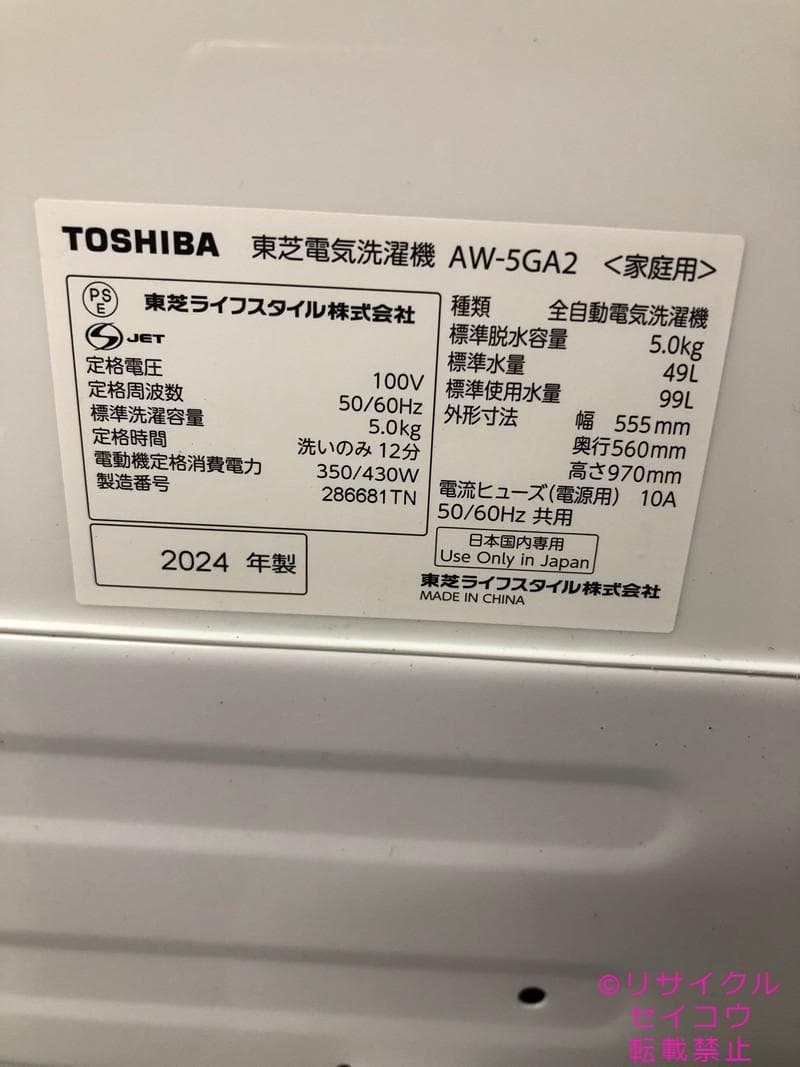 TOSHIBA 東芝電気洗濯機 AW-5GA2 <家庭用>
PS
E
東芝ライフスタイル株式会社
S JET
定格電圧 100V
定格周波数 50/60Hz
標準洗濯容量 5.0kg
定格時間 洗いのみ 12分
電動機定格消費電力 350/430W
製造番号 286681TN
2024 年製
種類 全自動電気洗濯機
標準脱水容量 5.0kg
標準水量 49L
標準使用水量 99L
外形寸法 幅 555mm
奥行560mm
高さ970mm
電流ヒューズ(電源用) 10A
50/60Hz 共用
日本国内専用
Use Only in Japan
東芝ライフスタイル株式会社
MADE IN CHINA
©リサイクル
セイコウ
転載禁止